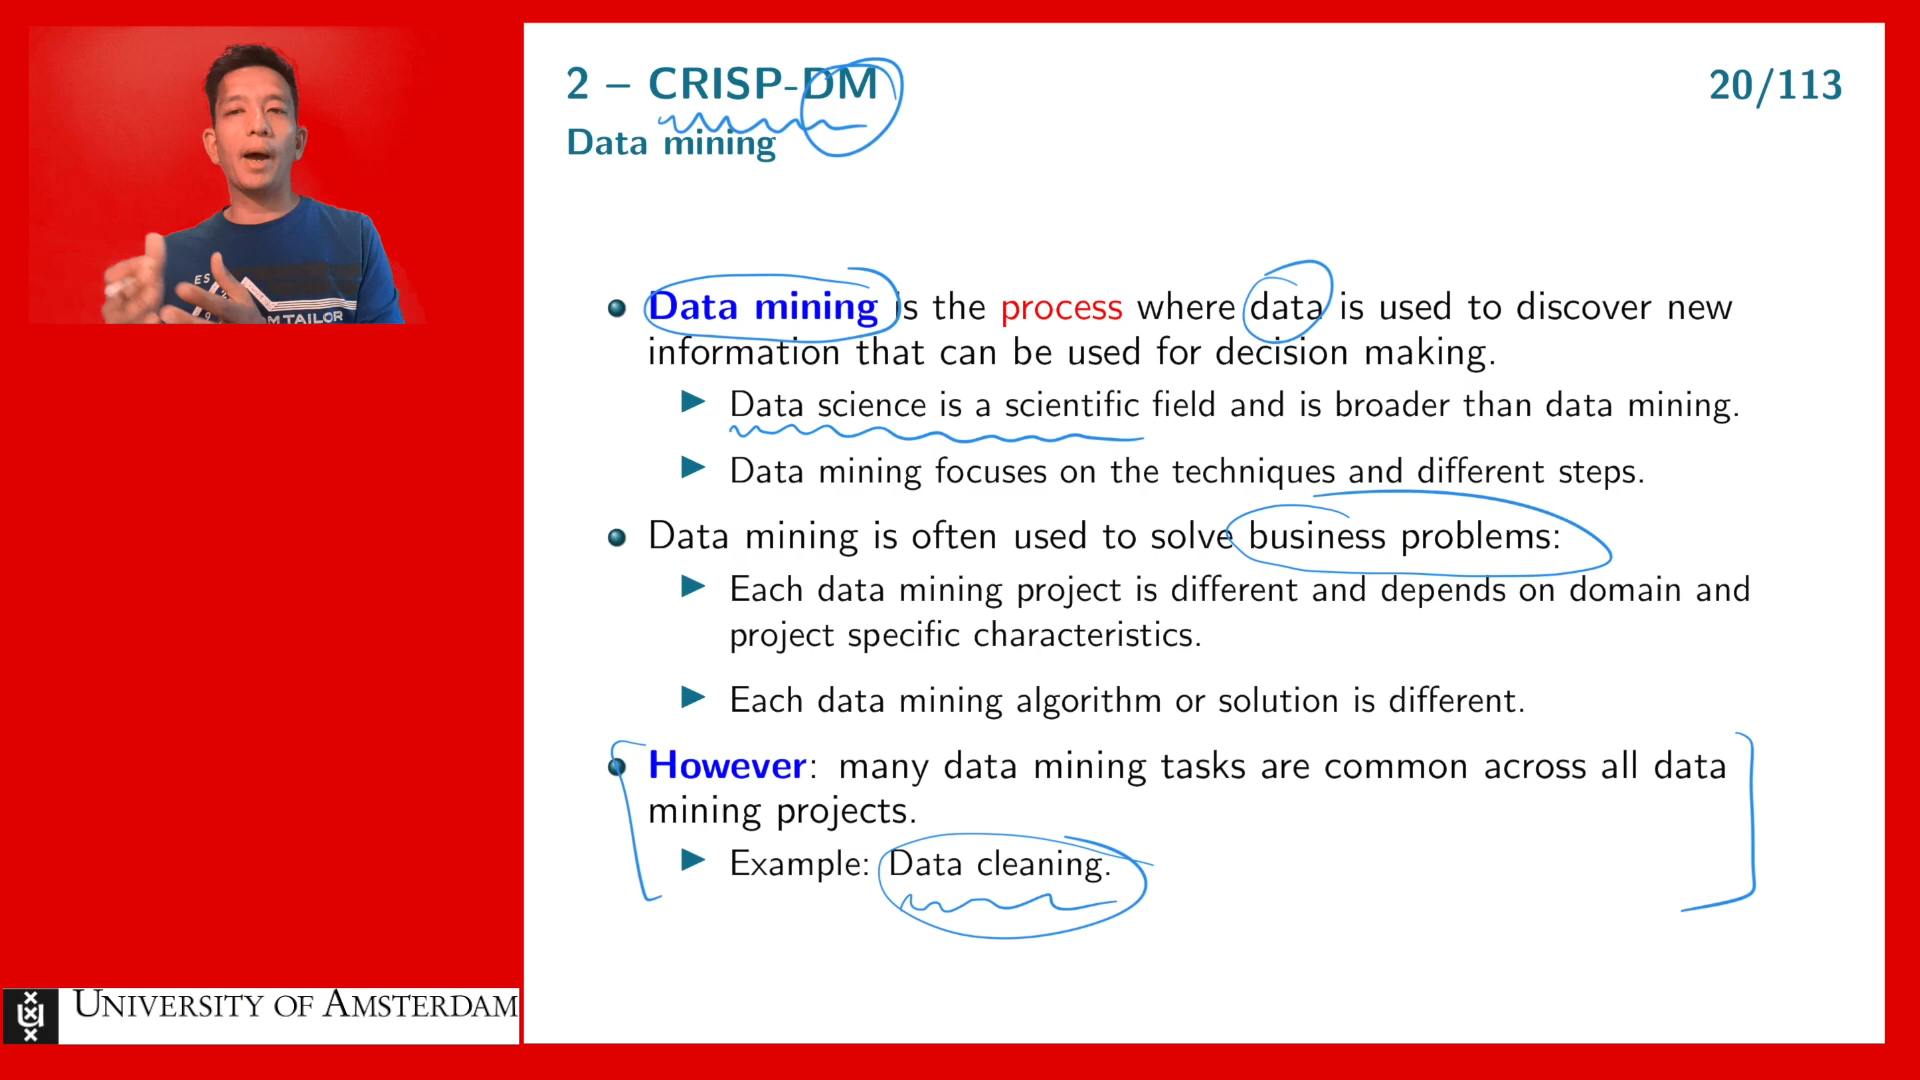 2 – CRISP-DM
20/113
Data mining
Data mining is the process where data is used to discover new
information that can be used for decision making.
Data science is a scientific field and is broader than data mining.
Data mining focuses on the techniques and different steps.
Data mining is often used to solve business problems:
Each data mining project is different and depends on domain and
project specific characteristics.
Each data mining algorithm or solution is different.
However: many data mining tasks are common across all data
mining projects.
Example: Data cleaning.
ES
9
M TAILOR
UNIVERSITY OF AMSTERDAM